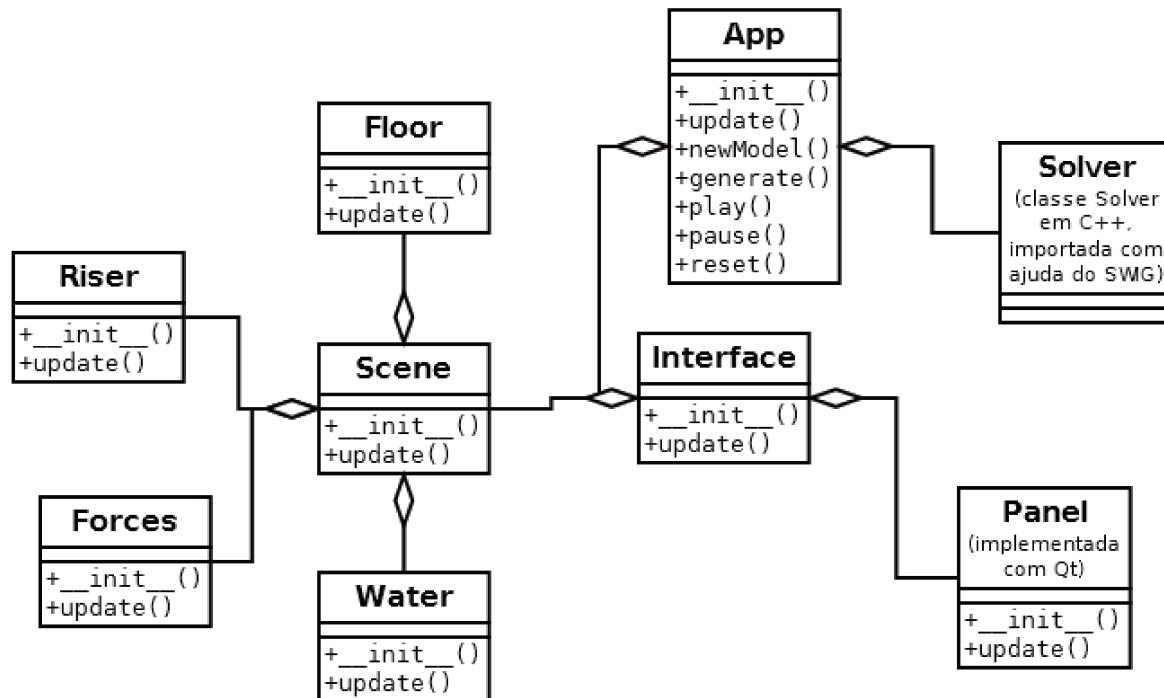 App
+__init__()
+update()
+newModel()
+generate()
+play()
+pause()
+reset()
Floor
+__init__()
+update()
Solver
(classe Solver
em C++,
importada com
ajuda do SWIG)
Riser
+__init__()
+update()
Scene
+__init__()
+update()
Interface
+__init__()
+update()
Forces
+__init__()
+update()
Panel
(implementada
com Qt)
+__init__()
+update()
Water
+__init__()
+update()